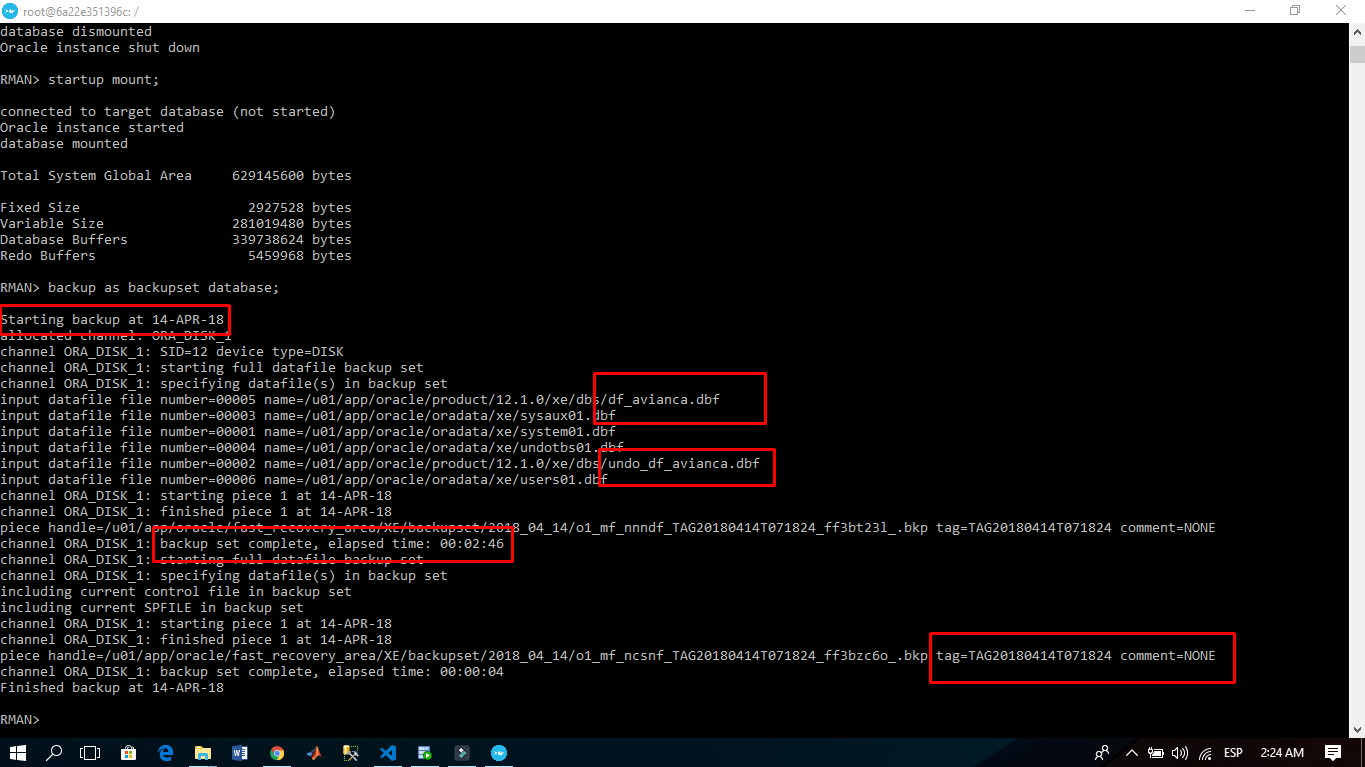 root@6a22e351396c: /
database dismounted
Oracle instance shut down
RMAN> startup mount;
connected to target database (not started)
Oracle instance started
database mounted
Total System Global Area     629145600 bytes
Fixed Size                     2927528 bytes
Variable Size                281019480 bytes
Database Buffers             339738624 bytes
Redo Buffers                   5459968 bytes
RMAN> backup as backupset database;
Starting backup at 14-APR-18
allocated channel: ORA_DISK_1
channel ORA_DISK_1: SID=12 device type=DISK
channel ORA_DISK_1: starting full datafile backup set
channel ORA_DISK_1: specifying datafile(s) in backup set
input datafile file number=00005 name=/u01/app/oracle/product/12.1.0/xe/dbs/df_avianca.dbf
input datafile file number=00003 name=/u01/app/oracle/oradata/xe/sysaux01.dbf
input datafile file number=00001 name=/u01/app/oracle/oradata/xe/system01.dbf
input datafile file number=00004 name=/u01/app/oracle/oradata/xe/undotbs01.dbf
input datafile file number=00002 name=/u01/app/oracle/product/12.1.0/xe/dbs/undo_df_avianca.dbf
input datafile file number=00006 name=/u01/app/oracle/oradata/xe/users01.dbf
channel ORA_DISK_1: starting piece 1 at 14-APR-18
channel ORA_DISK_1: finished piece 1 at 14-APR-18
piece handle=/u01/app/oracle/fast_recovery_area/XE/backupset/2018_04_14/o1_mf_nnndf_TAG20180414T071824_ff3bt23l_.bkp tag=TAG20180414T071824 comment=NONE
channel ORA_DISK_1: backup set complete, elapsed time: 00:02:46
channel ORA_DISK_1: starting full datafile backup set
channel ORA_DISK_1: specifying datafile(s) in backup set
including current control file in backup set
including current SPFILE in backup set
channel ORA_DISK_1: starting piece 1 at 14-APR-18
channel ORA_DISK_1: finished piece 1 at 14-APR-18
piece handle=/u01/app/oracle/fast_recovery_area/XE/backupset/2018_04_14/o1_mf_ncsnf_TAG20180414T071824_ff3bzc6o_.bkp tag=TAG20180414T071824 comment=NONE
channel ORA_DISK_1: backup set complete, elapsed time: 00:00:04
Finished backup at 14-APR-18
RMAN>
ESP 2:24 AM